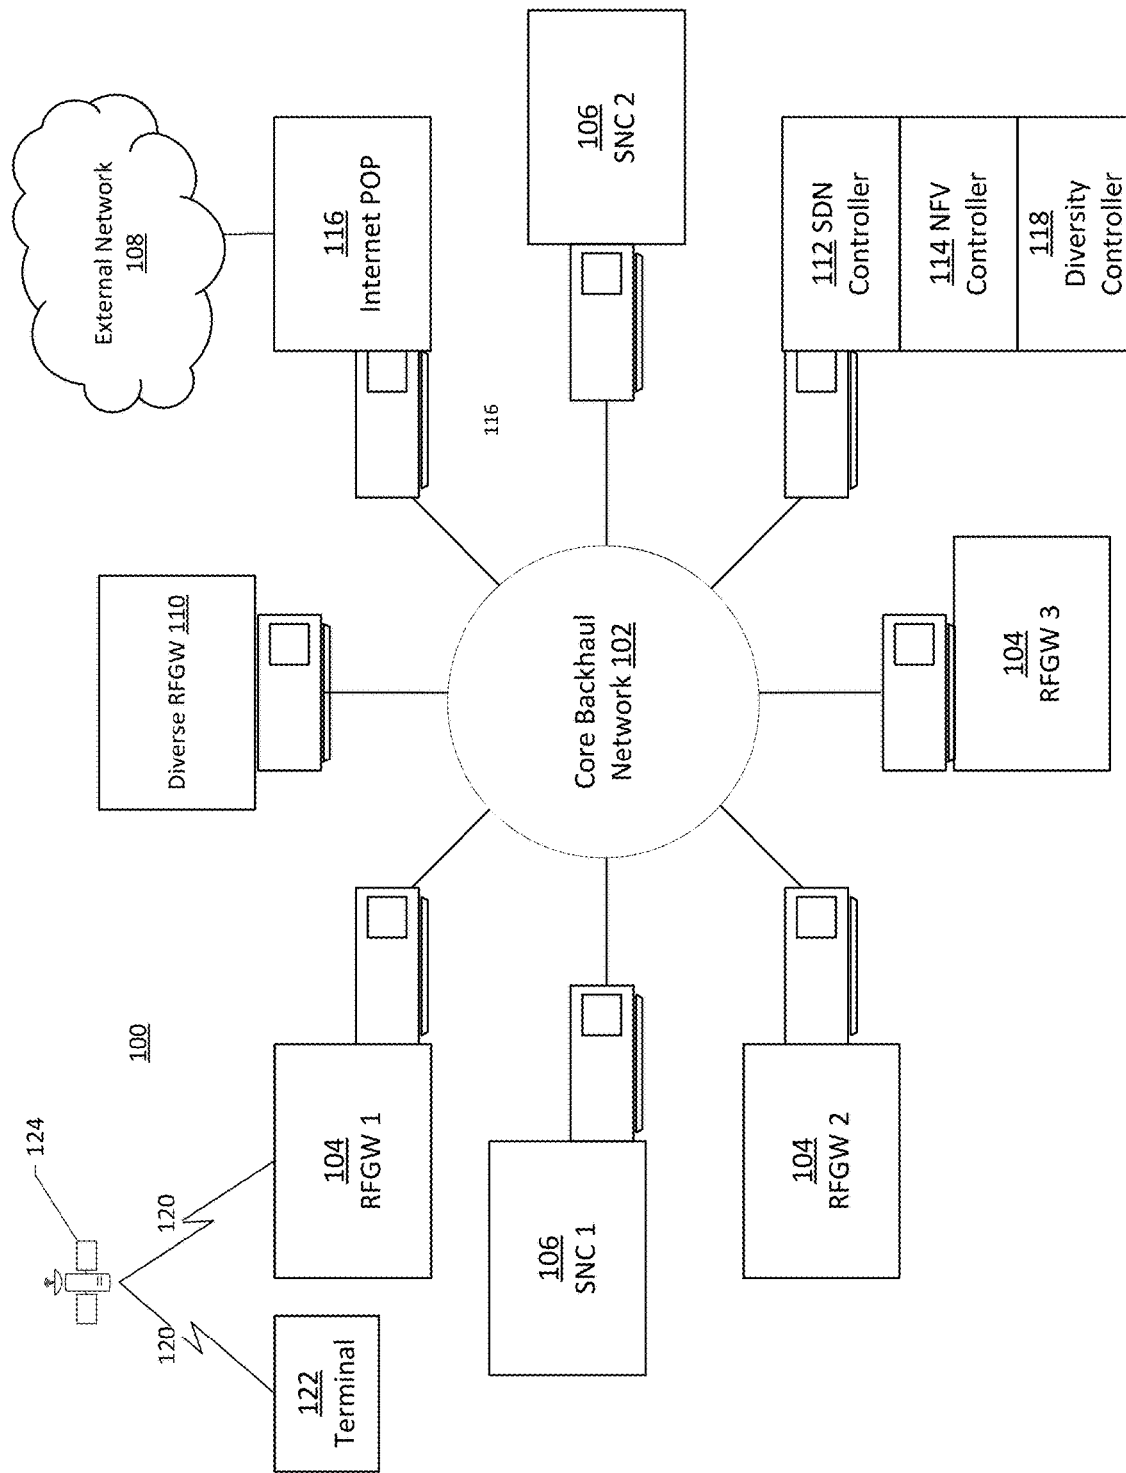 124
External Network
108
100
120
120
Diverse RFGW 110
122
Terminal
104
RFGW 1
116
Internet POP
116
106
SNC 1
Core Backhaul
Network 102
106
SNC 2
104
RFGW 2
112 SDN
Controller
114 NFV
Controller
104
RFGW 3
118
Diversity
Controller